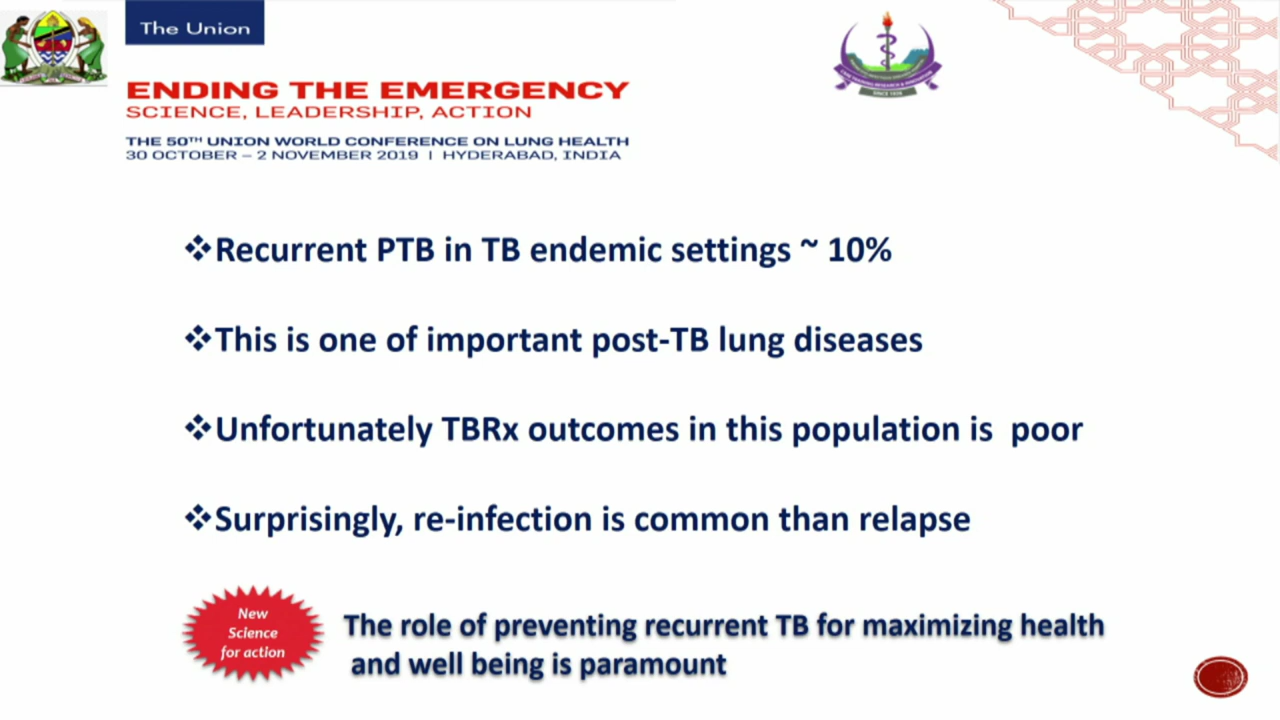 The Union
ENDING THE EMERGENCY
SCIENCE, LEADERSHIP, ACTION
THE 50TH UNION WORLD CONFERENCE ON LUNG HEALTH
30 OCTOBER – 2 NOVEMBER 2019 | HYDERABAD, INDIA
SINCE
❖Recurrent PTB in TB endemic settings ~ 10%
❖This is one of important post-TB lung diseases
❖Unfortunately TBRx outcomes in this population is poor
❖Surprisingly, re-infection is common than relapse
New
Science
for action
The role of preventing recurrent TB for maximizing health
and well being is paramount